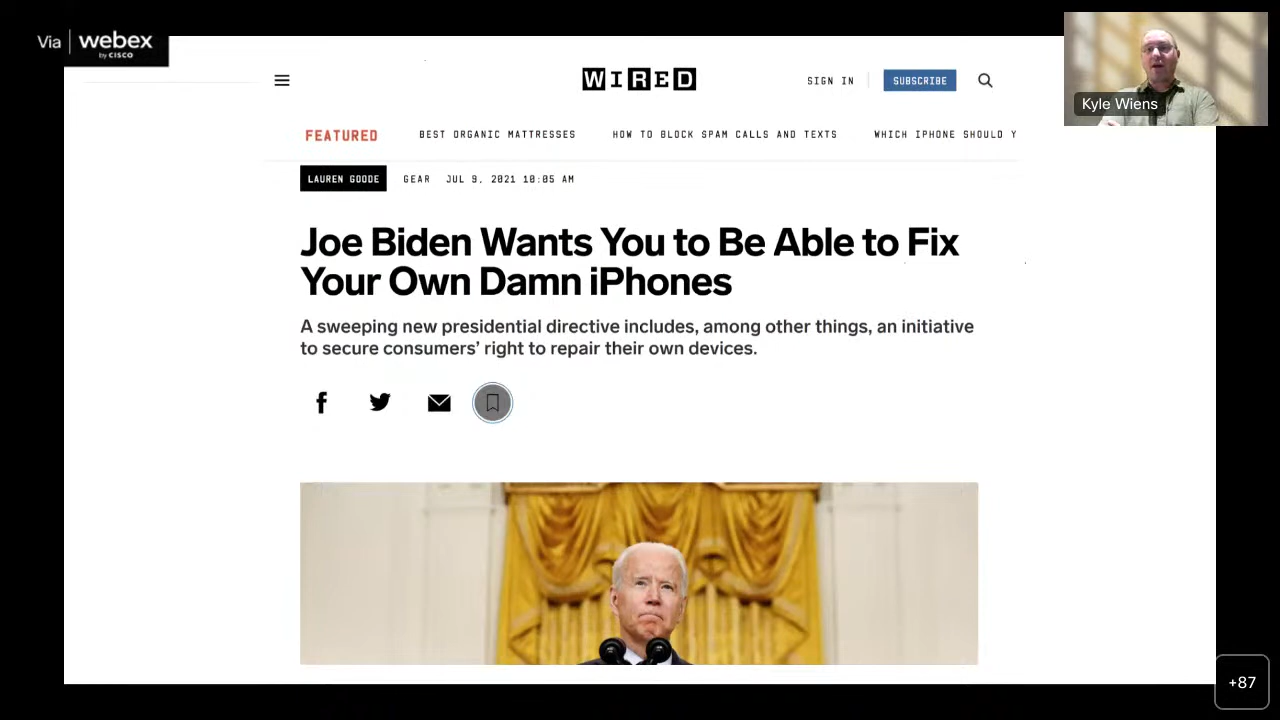 Via webex
by CISCO
WIRED
SIGN IN
SUBSCRIBE
Kyle Wiens
FEATURED
BEST ORGANIC MATTRESSES
HOW TO BLOCK SPAM CALLS AND TEXTS
WHICH IPHONE SHOULD Y
LAUREN GOODE
GEAR
JUL 9, 2021 10:05 AM
Joe Biden Wants You to Be Able to Fix
Your Own Damn iPhones
A sweeping new presidential directive includes, among other things, an initiative
to secure consumers’ right to repair their own devices.
+87